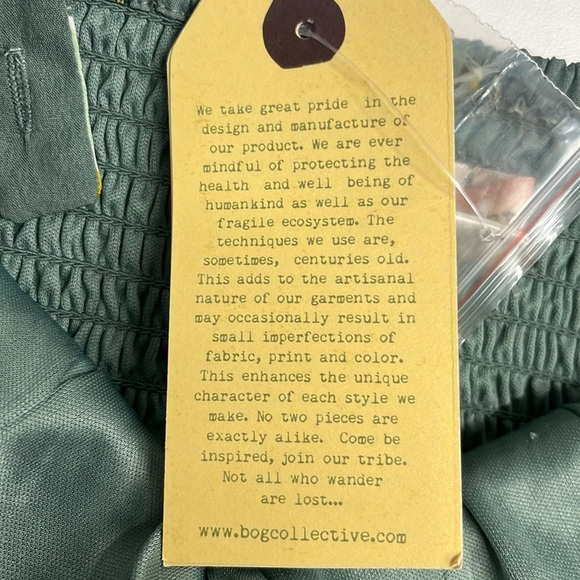 We take great pride in the
design and manufacture of
our product. We are ever
mindful of protecting the
health and well being of
humankind as well as our
fragile ecosystem. The
techniques we use are,
sometimes, centuries old.
This adds to the artisanal
nature of our garments and
may occasionally result in
small imperfections of
fabric, print and color.
This enhances the unique
character of each style we
make. No two pieces are
exactly alike. Come be
inspired, join our tribe.
Not all who wander
are lost...
www.bogcollective.com